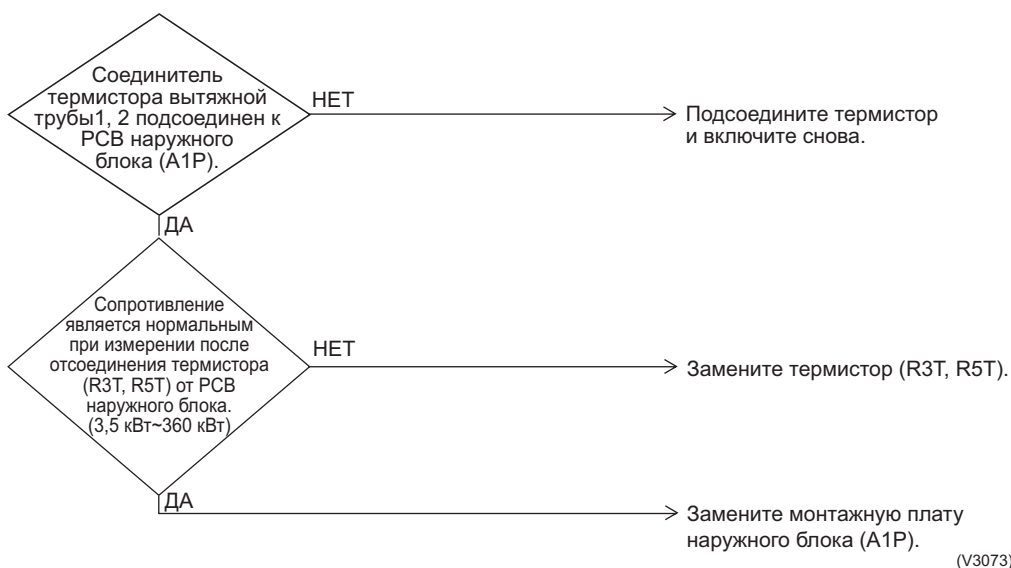 Соединитель
термистора вытяжной
трубы1, 2 подсоединен к
PCB наружного
блока (A1P).
НЕТ
Подсоедините термистор
и включите снова.
ДА
Сопротивление
является нормальным
при измерении после
отсоединения термистора
(R3T, R5T) от PCB
наружного блока.
(3,5 кВт~360 кВт)
НЕТ
Замените термистор (R3T, R5T).
ДА
Замените монтажную плату
наружного блока (A1P).
(V3073)